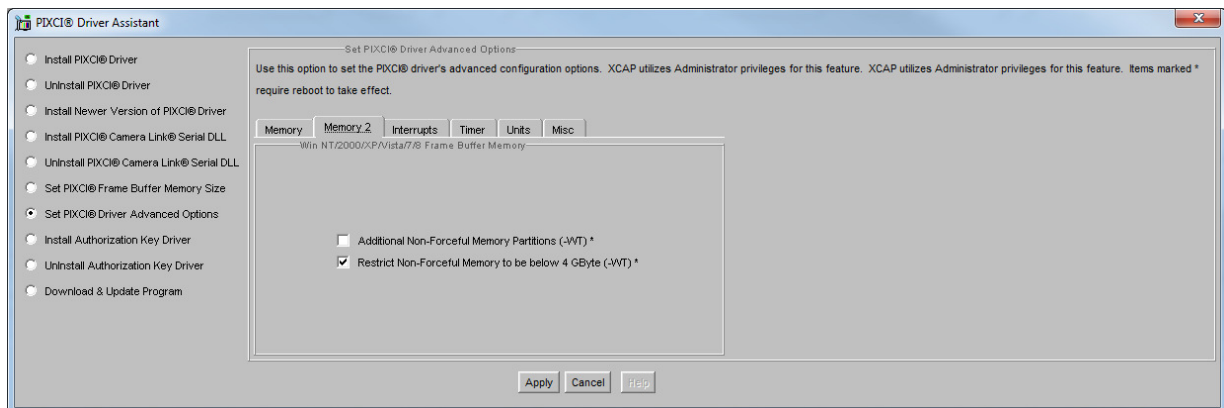 PIXCI® Driver Assistant
Install PIXCI® Driver
UnInstall PIXCI® Driver
Install Newer Version of PIXCI® Driver
Install PIXCI® Camera Link® Serial DLL
UnInstall PIXCI® Camera Link® Serial DLL
Set PIXCI® Frame Buffer Memory Size
Set PIXCI® Driver Advanced Options
Install Authorization Key Driver
UnInstall Authorization Key Driver
Download & Update Program
Set PIXCI® Driver Advanced Options
Use this option to set the PIXCI® driver's advanced configuration options. XCAP utilizes Administrator privileges for this feature. XCAP utilizes Administrator privileges for this feature. Items marked *
require reboot to take effect.
Memory Memory 2 Interrupts Timer Units Misc
Win NT/2000/XP/Vista/7/8 Frame Buffer Memory
Additional Non-Forceful Memory Partitions (-WT) *
Restrict Non-Forceful Memory to be below 4 GByte (-WT) *
Apply Cancel Help